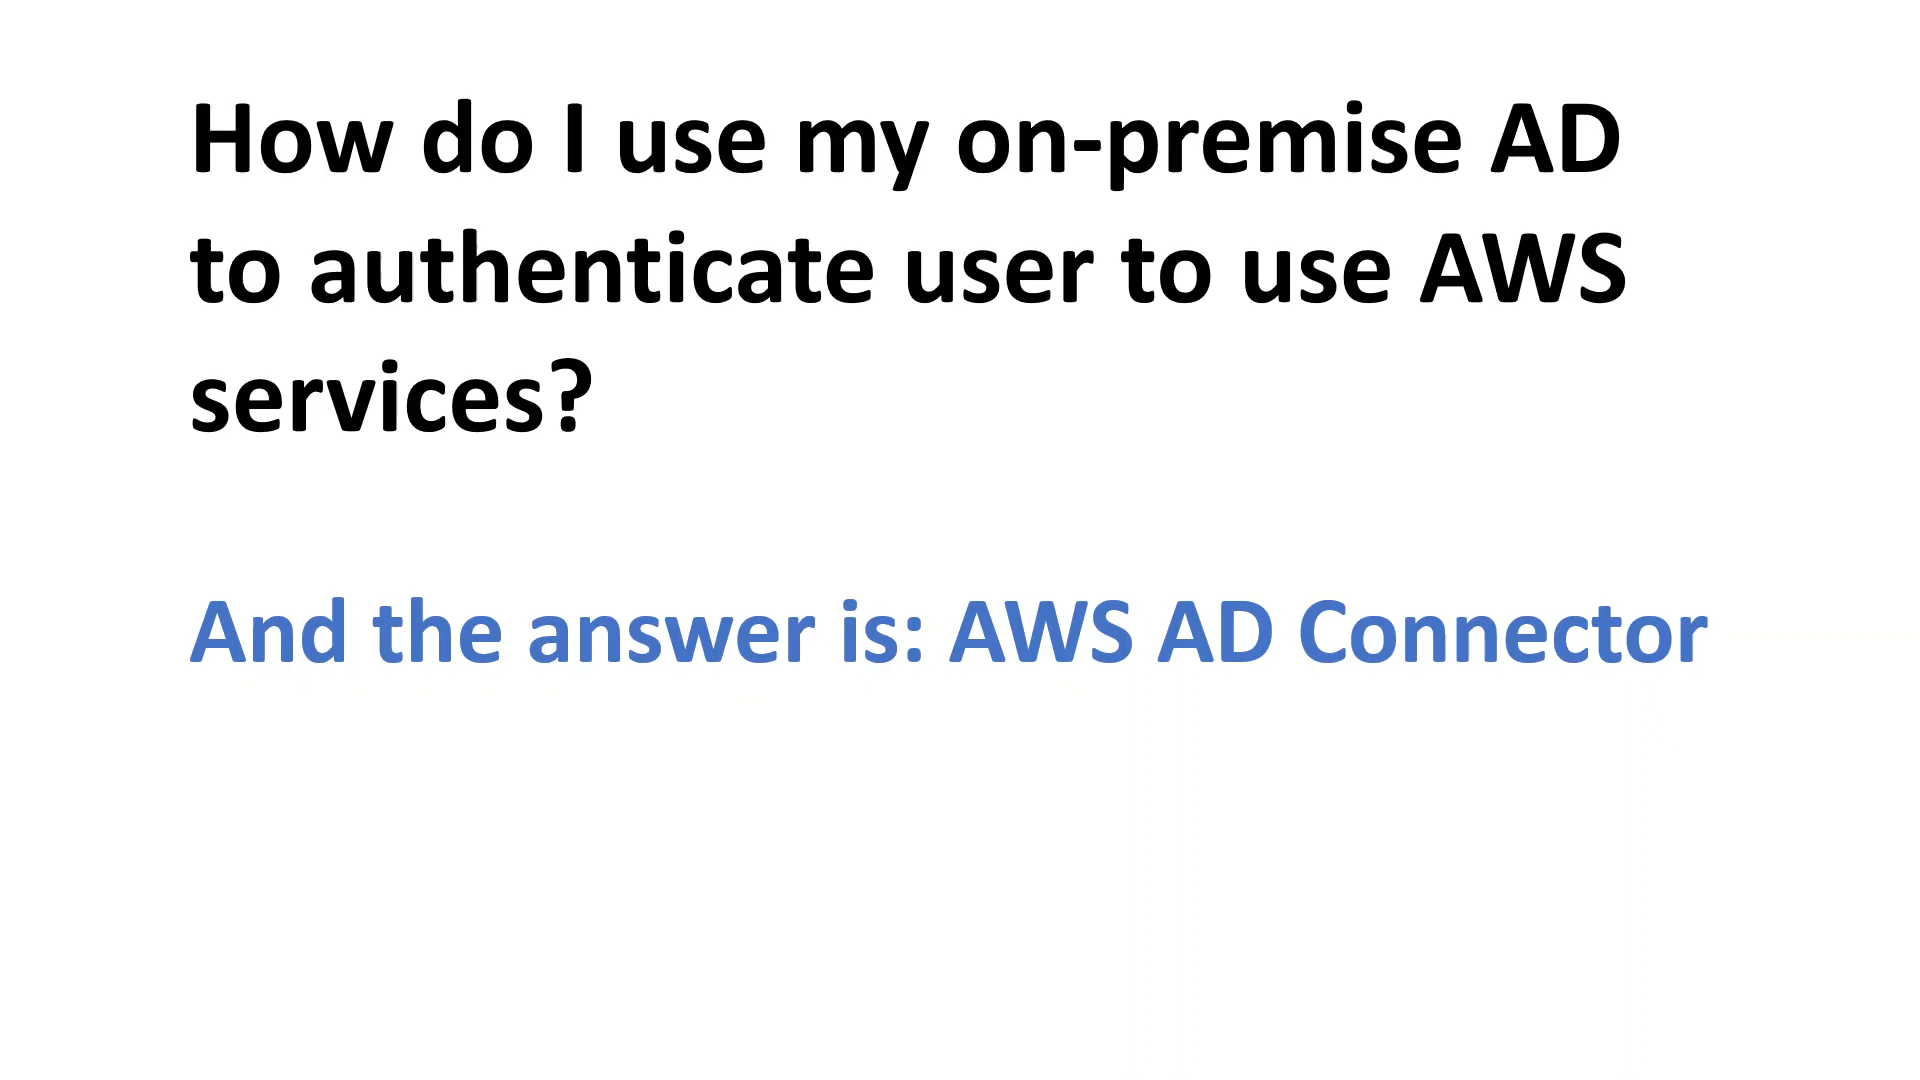 How do I use my on-premise AD
to authenticate user to use AWS
services?
And the answer is: AWS AD Connector